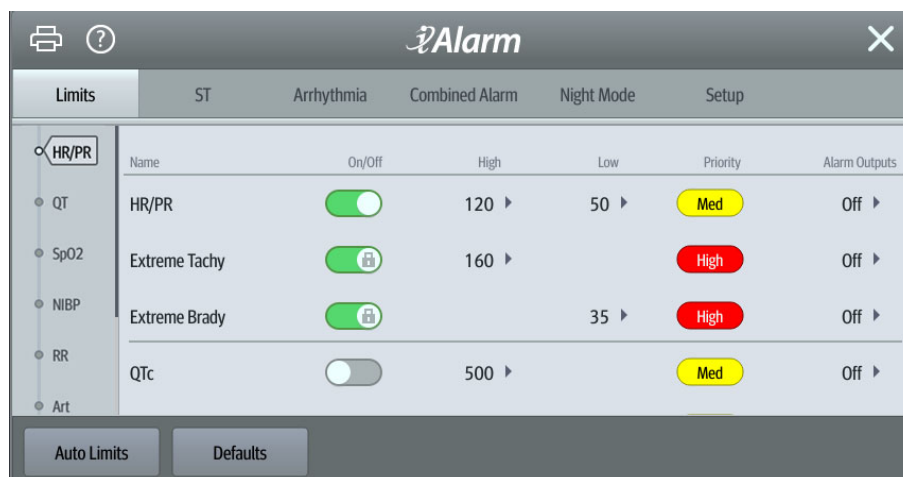 iAlarm
Limits ST Arrhythmia Combined Alarm Night Mode Setup
HR/PR
QT
SpO2
NIBP
RR
Art
Name On/Off High Low Priority Alarm Outputs
HR/PR 120 50 Med Off
Extreme Tachy 160 High Off
Extreme Brady 35 High Off
QTc 500 Med Off
Auto Limits Defaults